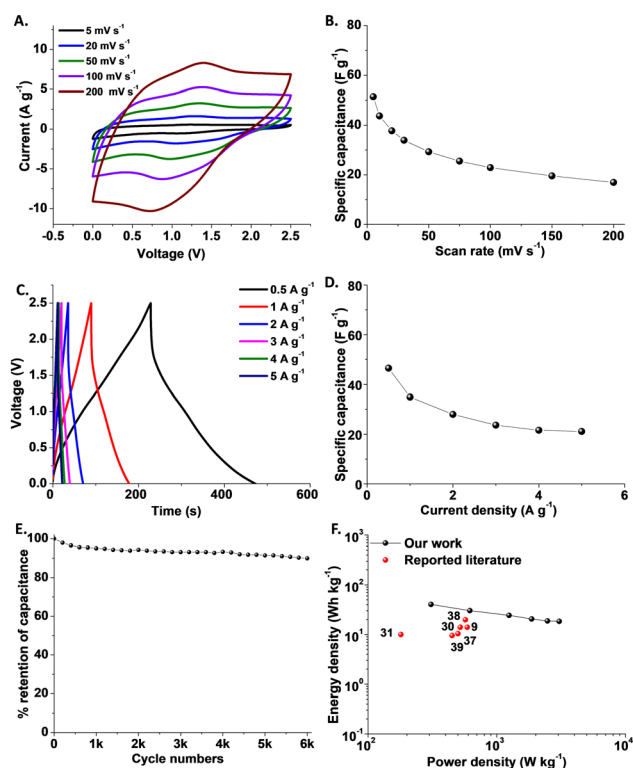 A.
5 mV s⁻¹
20 mV s⁻¹
50 mV s⁻¹
100 mV s⁻¹
200 mV s⁻¹
10
5
0
-5
-10
Current (A g⁻¹)
-0.5 0.0 0.5 1.0 1.5 2.0 2.5
Voltage (V)
B.
80
60
40
20
0
Specific capacitance (F g⁻¹)
0 50 100 150 200
Scan rate (mV s⁻¹)
C.
0.5 A g⁻¹
1 A g⁻¹
2 A g⁻¹
3 A g⁻¹
4 A g⁻¹
5 A g⁻¹
2.5
2.0
1.5
1.0
0.5
0.0
Voltage (V)
0 200 400 600
Time (s)
D.
80
60
40
20
0
Specific capacitance (F g⁻¹)
0 2 4 6
Current density (A g⁻¹)
E.
100
80
60
40
20
0
% retention of capacitance
0 1k 2k 3k 4k 5k 6k
Cycle numbers
F.
Our work
Reported literature
10³
10²
10¹
10⁰
10⁻¹
Energy density (Wh kg⁻¹)
31
38
30
9
37
39
10² 10³ 10⁴
Power density (W kg⁻¹)